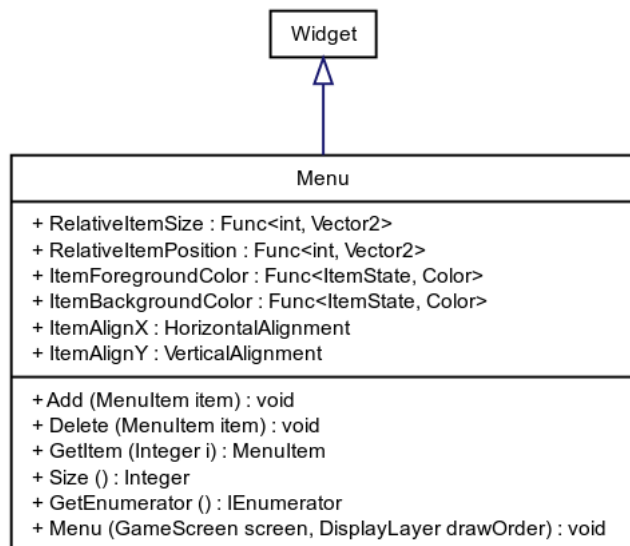 Widget
Menu
+ RelativeItemSize : Func<int, Vector2>
+ RelativeItemPosition : Func<int, Vector2>
+ ItemForegroundColor : Func<ItemState, Color>
+ ItemBackgroundColor : Func<ItemState, Color>
+ ItemAlignX : HorizontalAlignment
+ ItemAlignY : VerticalAlignment
+ Add (MenuItem item) : void
+ Delete (MenuItem item) : void
+ GetItem (Integer i) : MenuItem
+ Size () : Integer
+ GetEnumerator () : IEnumerator
+ Menu (GameScreen screen, DisplayLayer drawOrder) : void